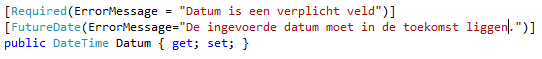 [Required(ErrorMessage = "Datum is een verplicht veld")]
[FutureDate(ErrorMessage="De ingevoerde datum moet in de toekomst liggen.")]
public DateTime Datum { get; set; }